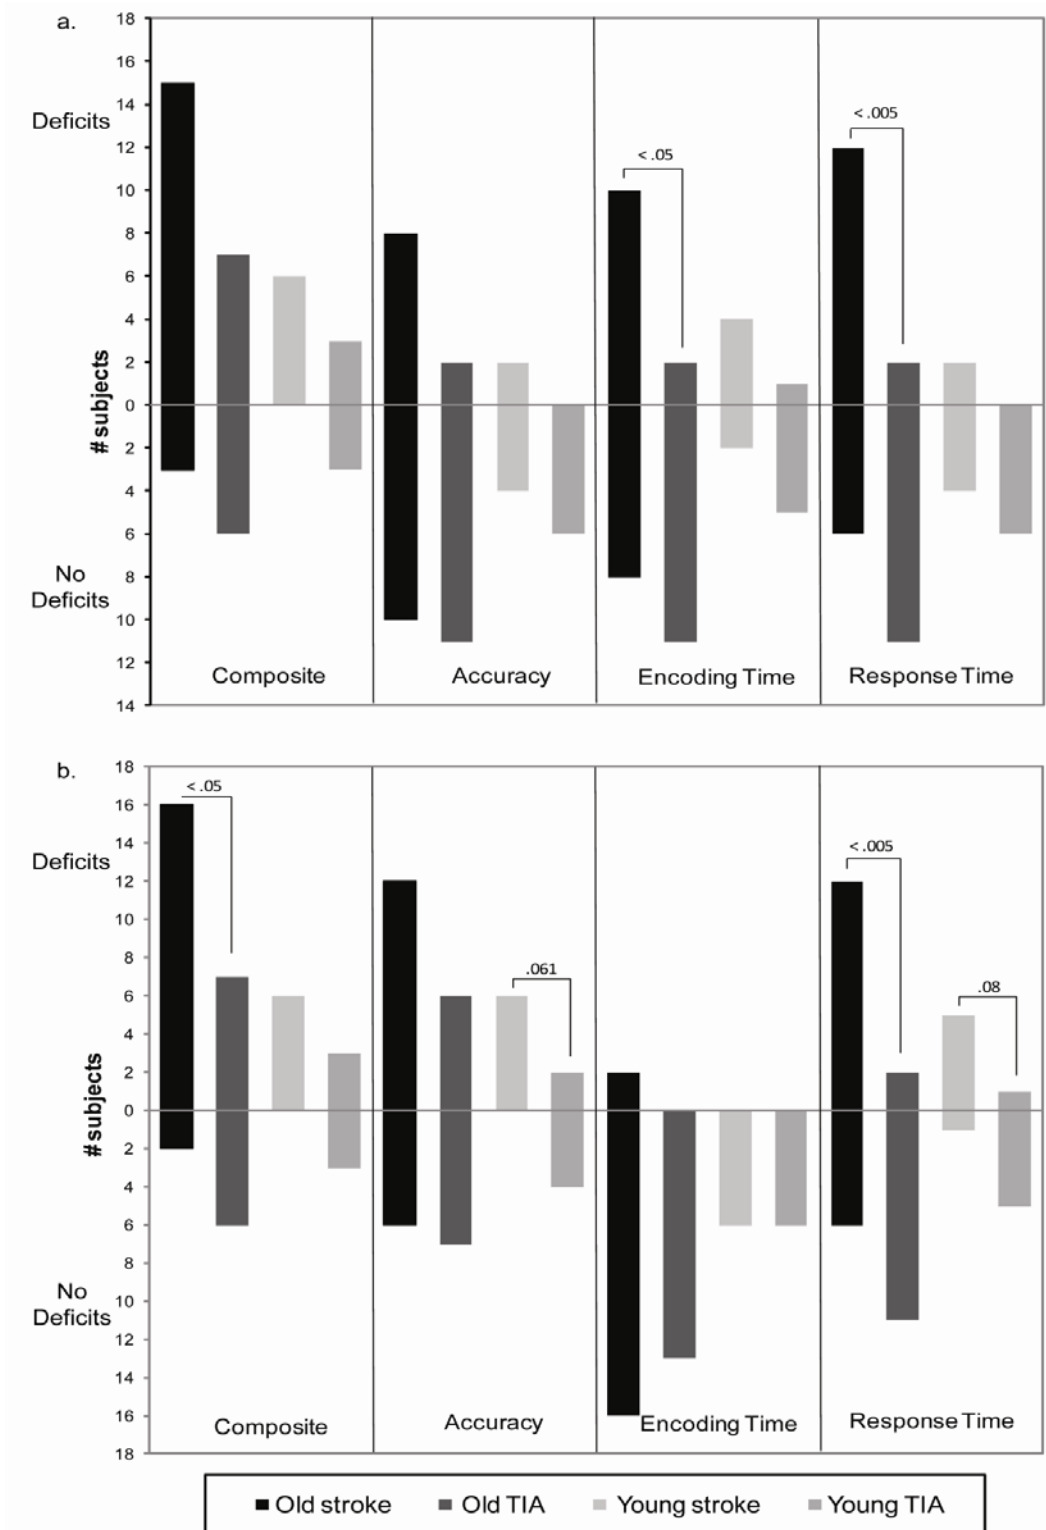 a.
18
16
14
Deficits
12
10
8
6
4
2
0
2
4
6
8
10
12
14
# subjects
No
Deficits
< .05
< .005
Composite
Accuracy
Encoding Time
Response Time
b.
18
16
14
Deficits
12
10
8
6
4
2
0
2
4
6
8
10
12
14
16
18
# subjects
No
Deficits
< .05
.061
< .005
.08
Composite
Accuracy
Encoding Time
Response Time
Old stroke
Old TIA
Young stroke
Young TIA